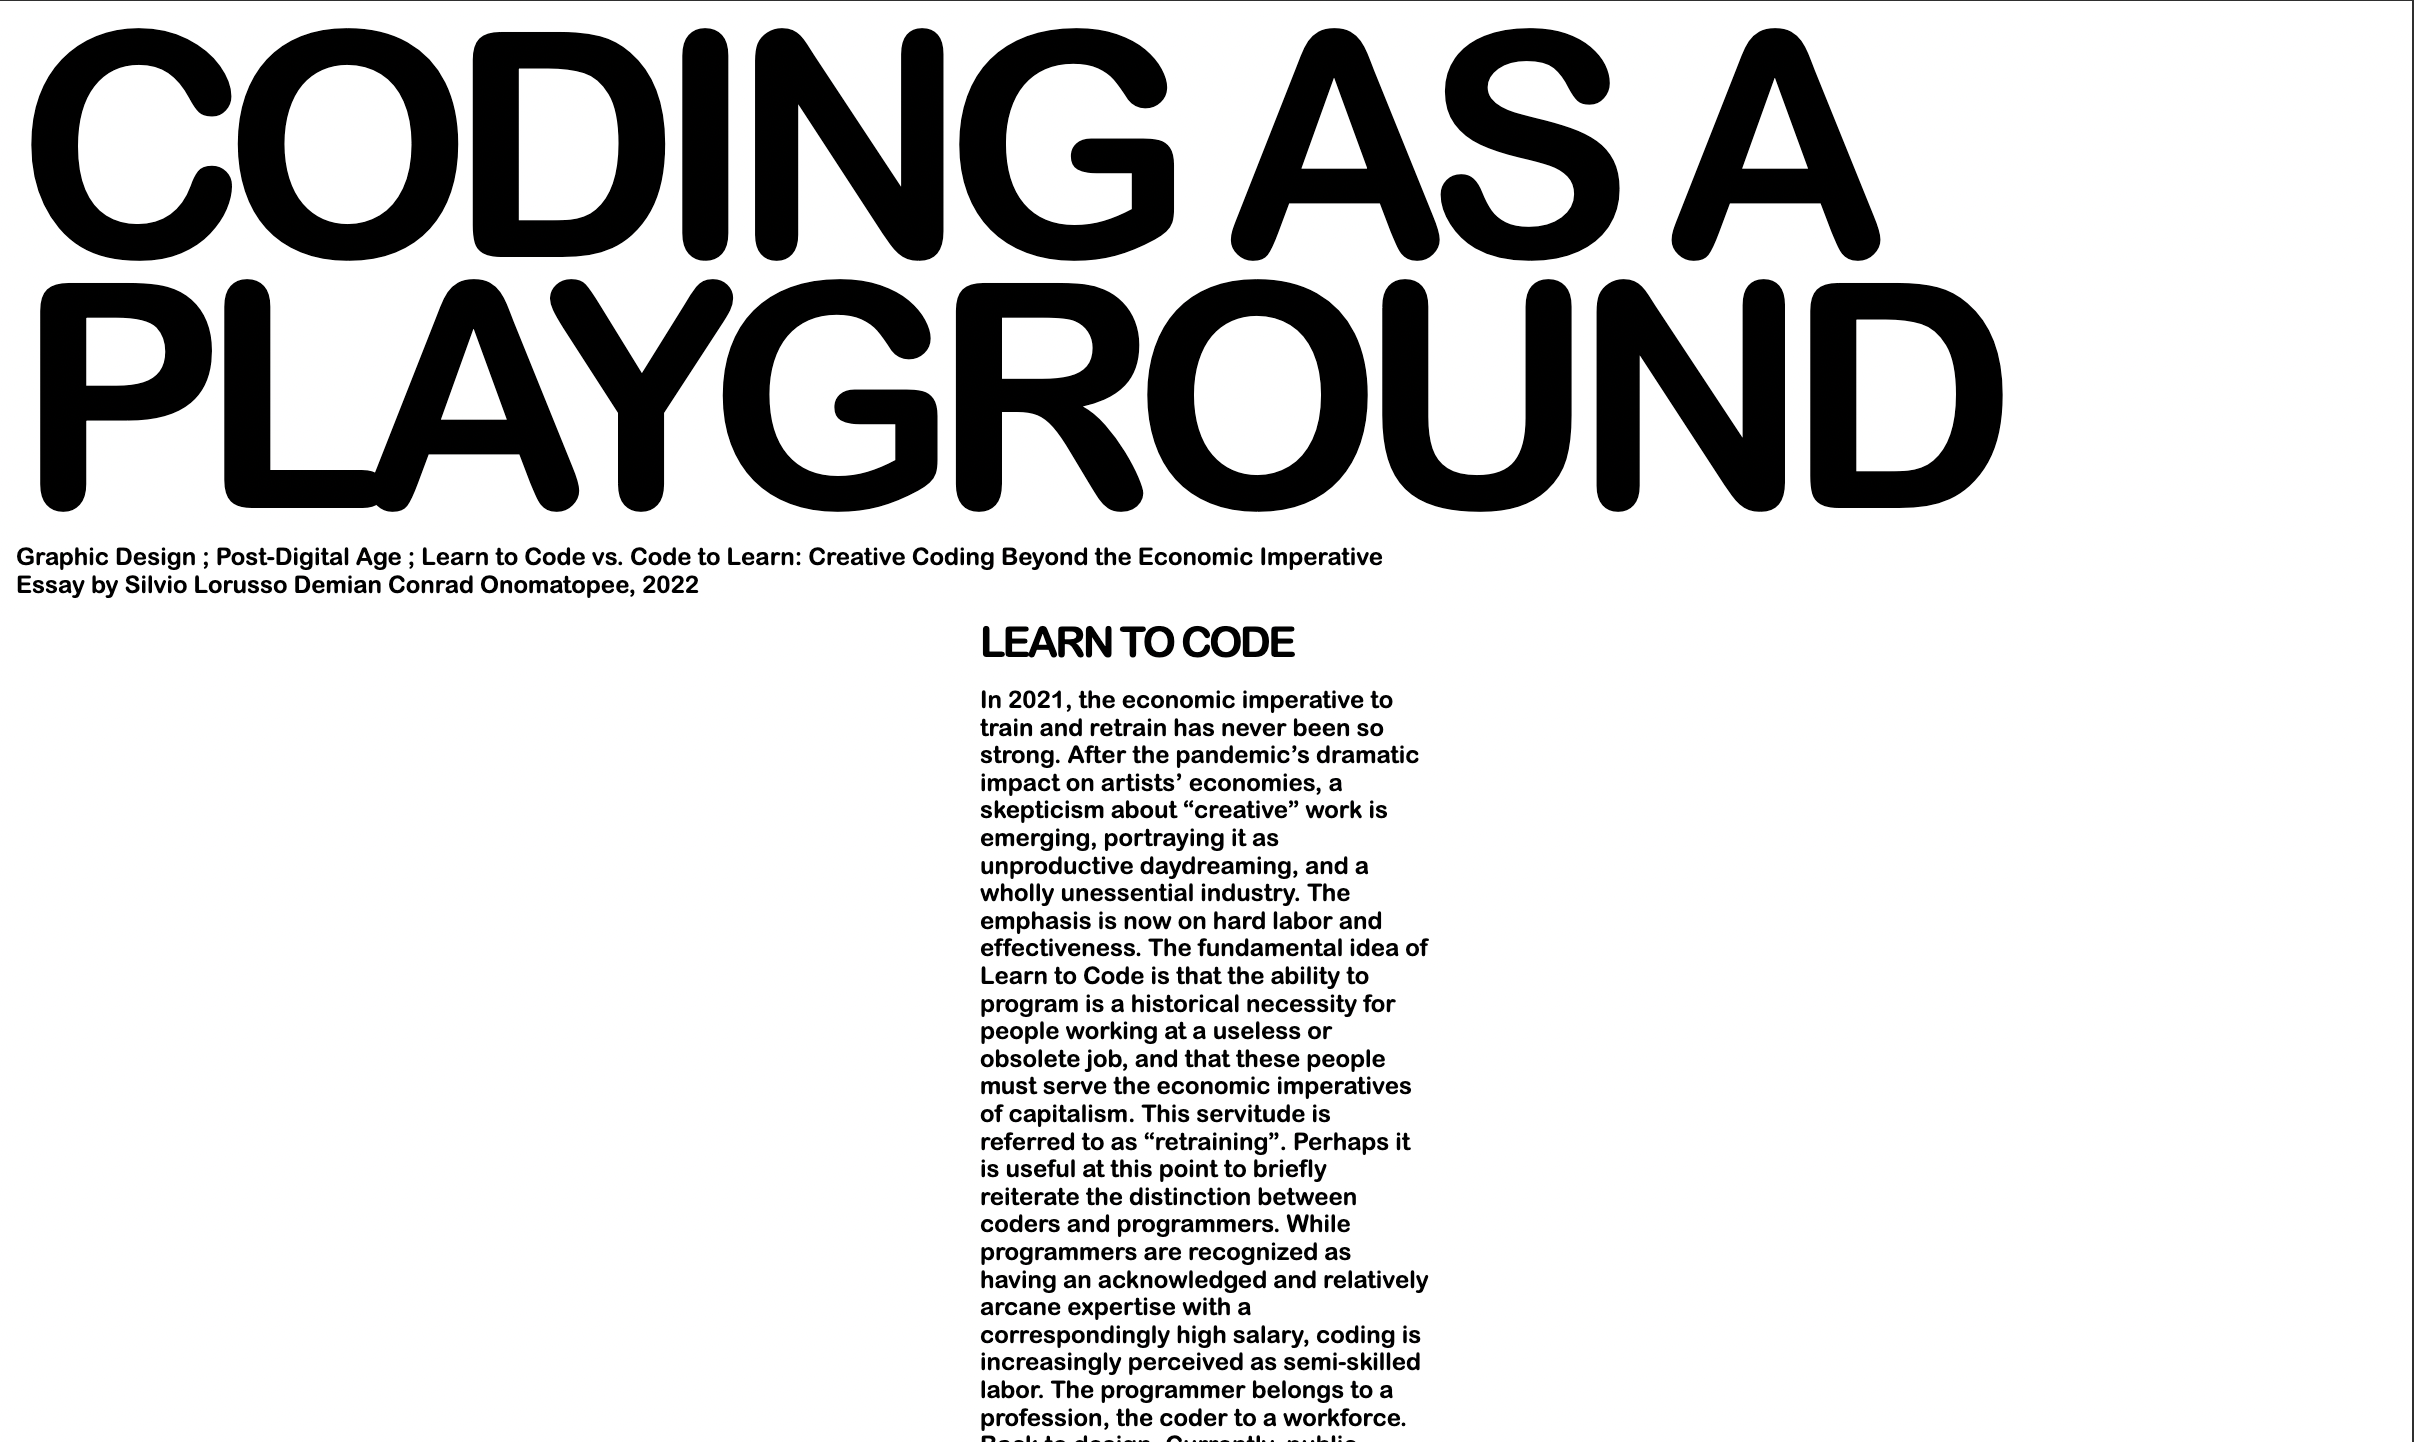 CODING AS A
PLAYGROUND
Graphic Design ; Post-Digital Age ; Learn to Code vs. Code to Learn: Creative Coding Beyond the Economic Imperative
Essay by Silvio Lorusso Demian Conrad Onomatopee, 2022
LEARN TO CODE
In 2021, the economic imperative to
train and retrain has never been so
strong. After the pandemic’s dramatic
impact on artists’ economies, a
skepticism about “creative” work is
emerging, portraying it as
unproductive daydreaming, and a
wholly unessential industry. The
emphasis is now on hard labor and
effectiveness. The fundamental idea of
Learn to Code is that the ability to
program is a historical necessity for
people working at a useless or
obsolete job, and that these people
must serve the economic imperatives
of capitalism. This servitude is
referred to as “retraining”. Perhaps it
is useful at this point to briefly
reiterate the distinction between
coders and programmers. While
programmers are recognized as
having an acknowledged and relatively
arcane expertise with a
correspondingly high salary, coding is
increasingly perceived as semi-skilled
labor. The programmer belongs to a
profession, the coder to a workforce.
Back to design. Currently, public